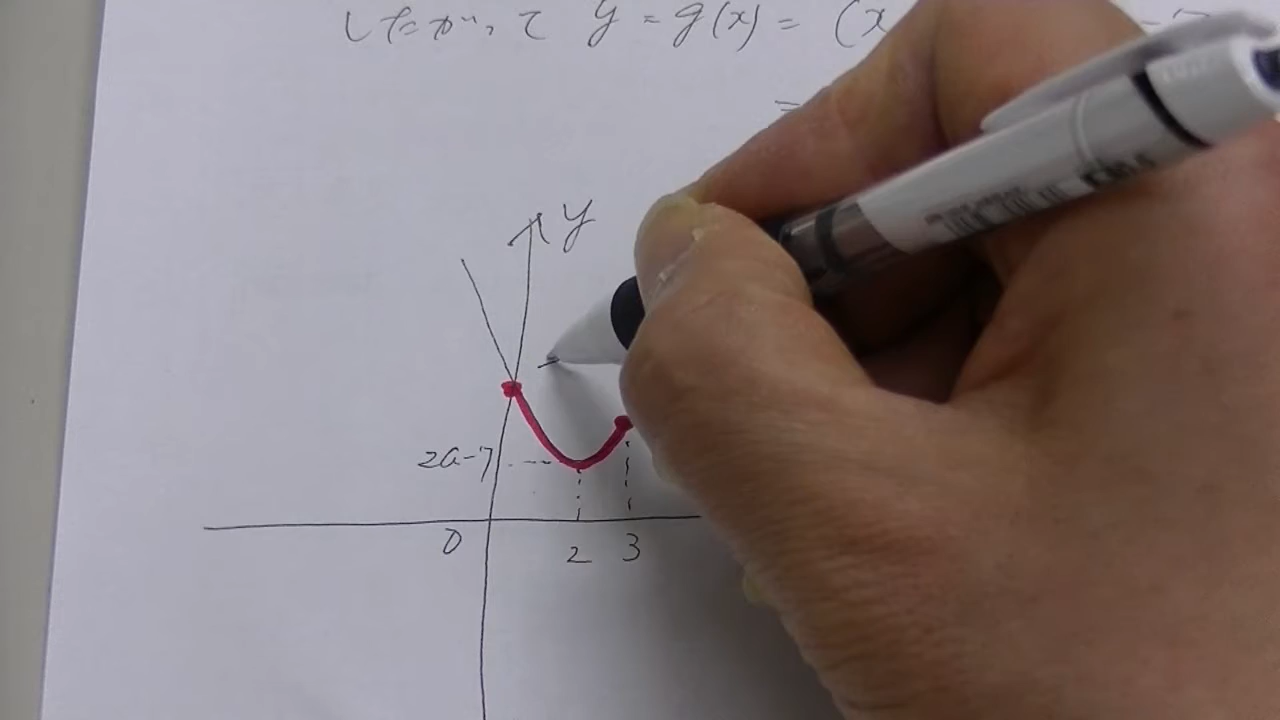 したがって y = g(x) = (x
=
y
2a-7
0 2 3